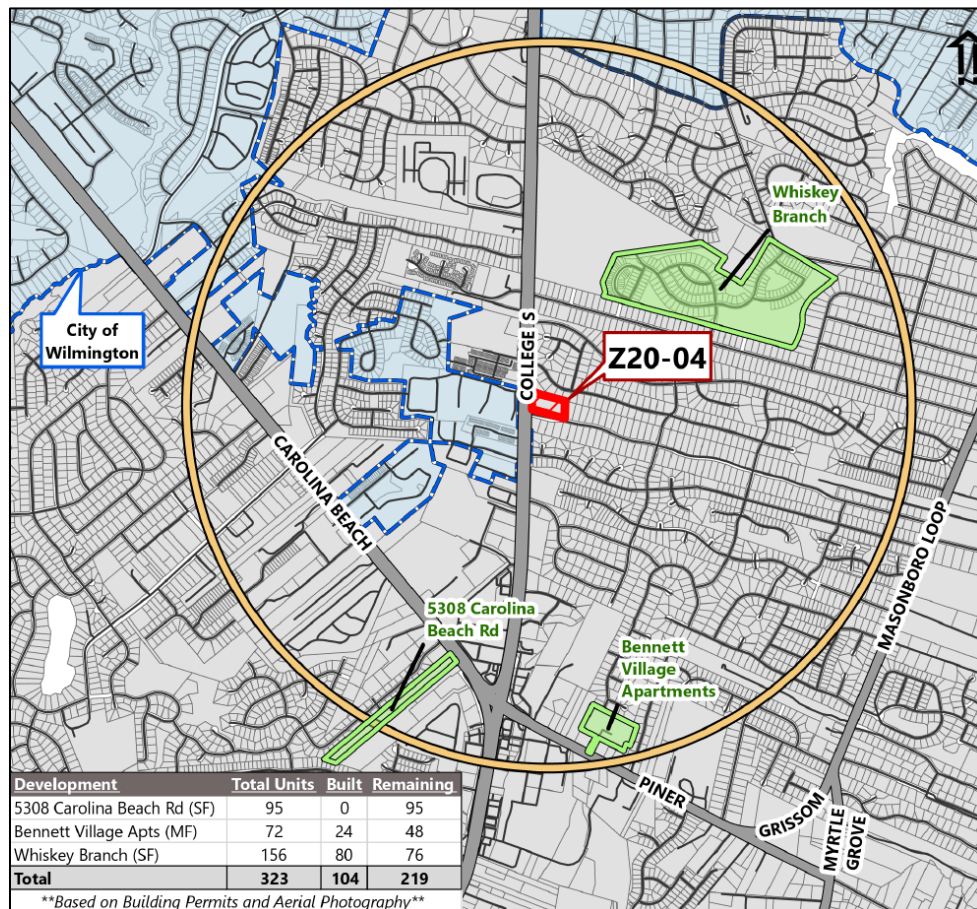 Whiskey
Branch
City of
Wilmington
COLLEGE S
Z20-04
CAROLINA BEACH
MASONBORO LOOP
5308 Carolina
Beach Rd
Bennett
Village
Apartments
PINER
GRISSOM
MYRTLE
GROVE
Development Total Units Built Remaining
5308 Carolina Beach Rd (SF) 95 0 95
Bennett Village Apts (MF) 72 24 48
Whiskey Branch (SF) 156 80 76
Total 323 104 219
**Based on Building Permits and Aerial Photography**